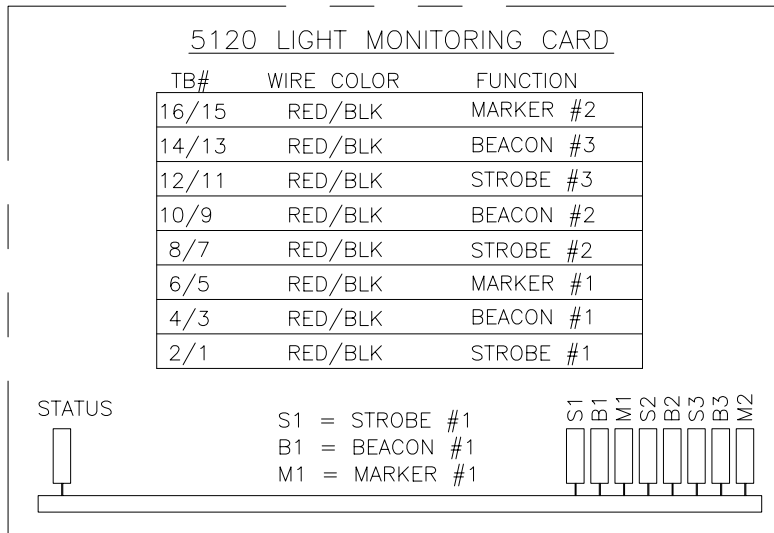 5120 LIGHT MONITORING CARD
TB# WIRE COLOR FUNCTION
16/15 RED/BLK MARKER #2
14/13 RED/BLK BEACON #3
12/11 RED/BLK STROBE #3
10/9 RED/BLK BEACON #2
8/7 RED/BLK STROBE #2
6/5 RED/BLK MARKER #1
4/3 RED/BLK BEACON #1
2/1 RED/BLK STROBE #1
STATUS
S1 = STROBE #1
B1 = BEACON #1
M1 = MARKER #1
S1
B1
M1
S2
B2
S3
B3
M2